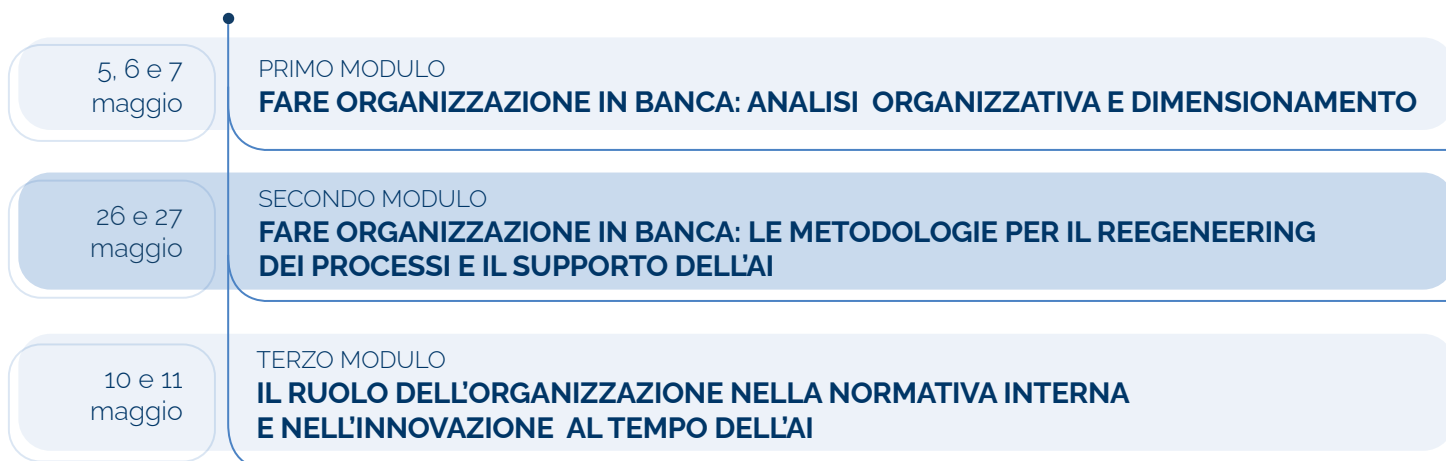 5, 6 e 7
maggio
PRIMO MODULO
FARE ORGANIZZAZIONE IN BANCA: ANALISI ORGANIZZATIVA E DIMENSIONAMENTO
26 e 27
maggio
SECONDO MODULO
FARE ORGANIZZAZIONE IN BANCA: LE METODOLOGIE PER IL REEGENEERING
DEI PROCESSI E IL SUPPORTO DELL'AI
10 e 11
maggio
TERZO MODULO
IL RUOLO DELL'ORGANIZZAZIONE NELLA NORMATIVA INTERNA
E NELL'INNOVAZIONE AL TEMPO DELL'AI